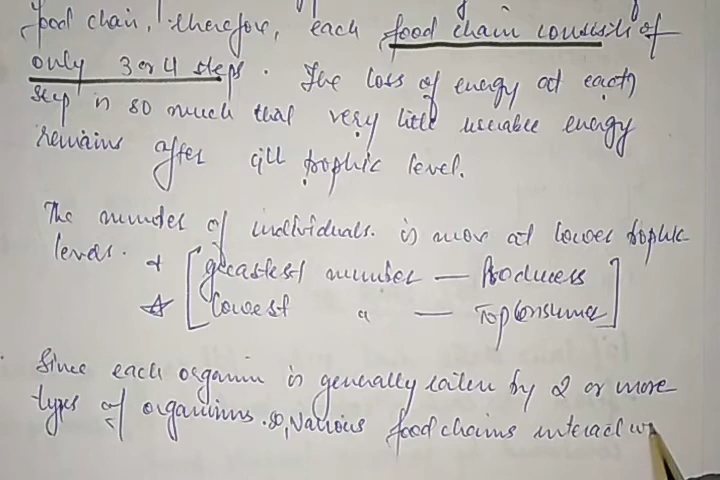 food chain, therefore, each food chain consists of
only 3 or 4 steps. The loss of energy at each
step is so much that very little useable energy
remains after qth trophic level.
The number of individuals is more at lower trophic
levels. * [greatest number — Producers
☆ lowest " — Top Consumer]
Since each organism is generally eaten by 2 or more
types of organisms. so, various food chains interact w